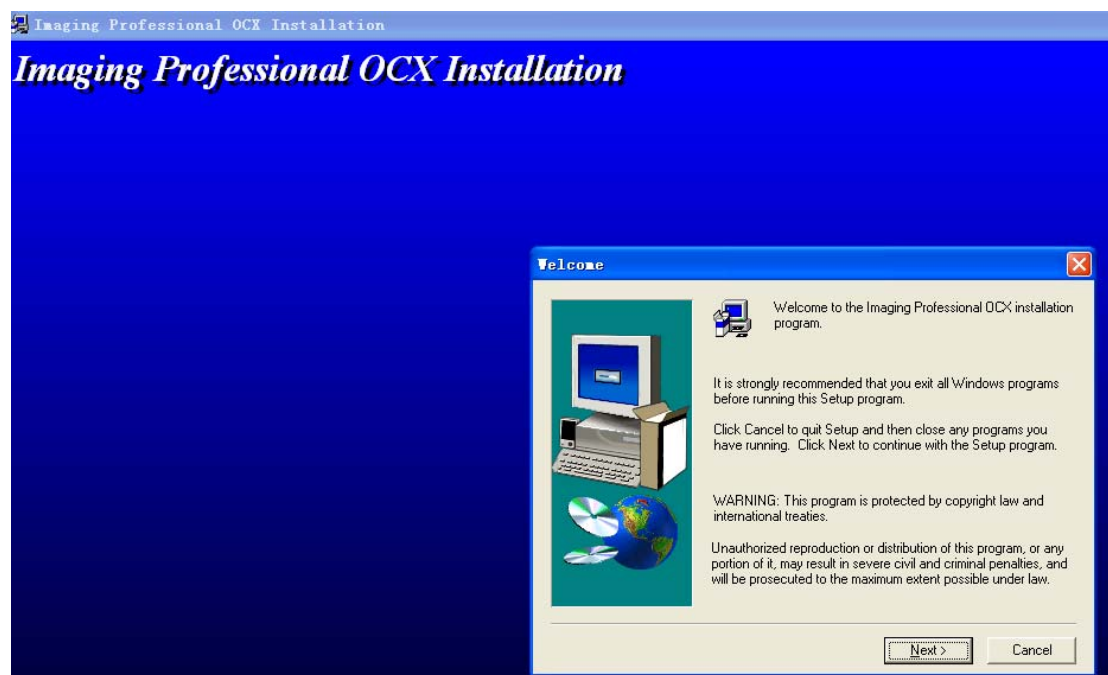 Imaging Professional OCX Installation
Imaging Professional OCX Installation
Welcome
Welcome to the Imaging Professional OCX installation
program.
It is strongly recommended that you exit all Windows programs
before running this Setup program.
Click Cancel to quit Setup and then close any programs you
have running. Click Next to continue with the Setup program.
WARNING: This program is protected by copyright law and
international treaties.
Unauthorized reproduction or distribution of this program, or any
portion of it, may result in severe civil and criminal penalties, and
will be prosecuted to the maximum extent possible under law.
Next >
Cancel